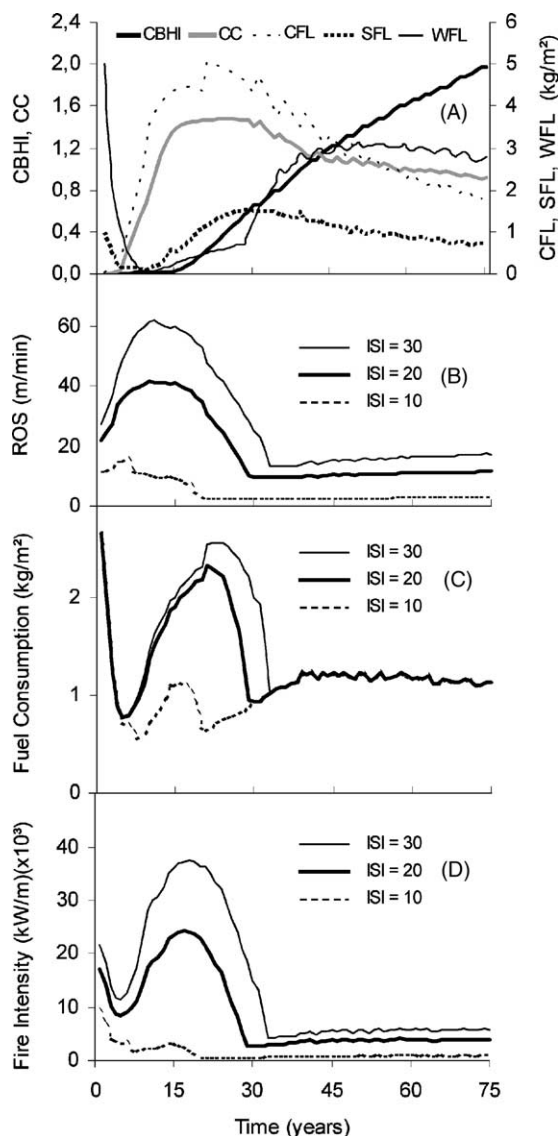 CBHI CC CFL SFL WFL
2,4
2,0
1,6
1,2
0,8
0,4
0,0
CBHI, CC
(A)
6
5
4
3
2
1
0
CFL, SFL, WFL (kg/m²)
60
40
20
0
ROS (m/min)
ISI = 30
ISI = 20
ISI = 10
(B)
2
1
0
Fuel Consumption (kg/m²)
ISI = 30
ISI = 20
ISI = 10
(C)
40
30
20
10
0
Fire Intensity (kW/m)(x10³)
ISI = 30
ISI = 20
ISI = 10
(D)
0 15 30 45 60 75
Time (years)